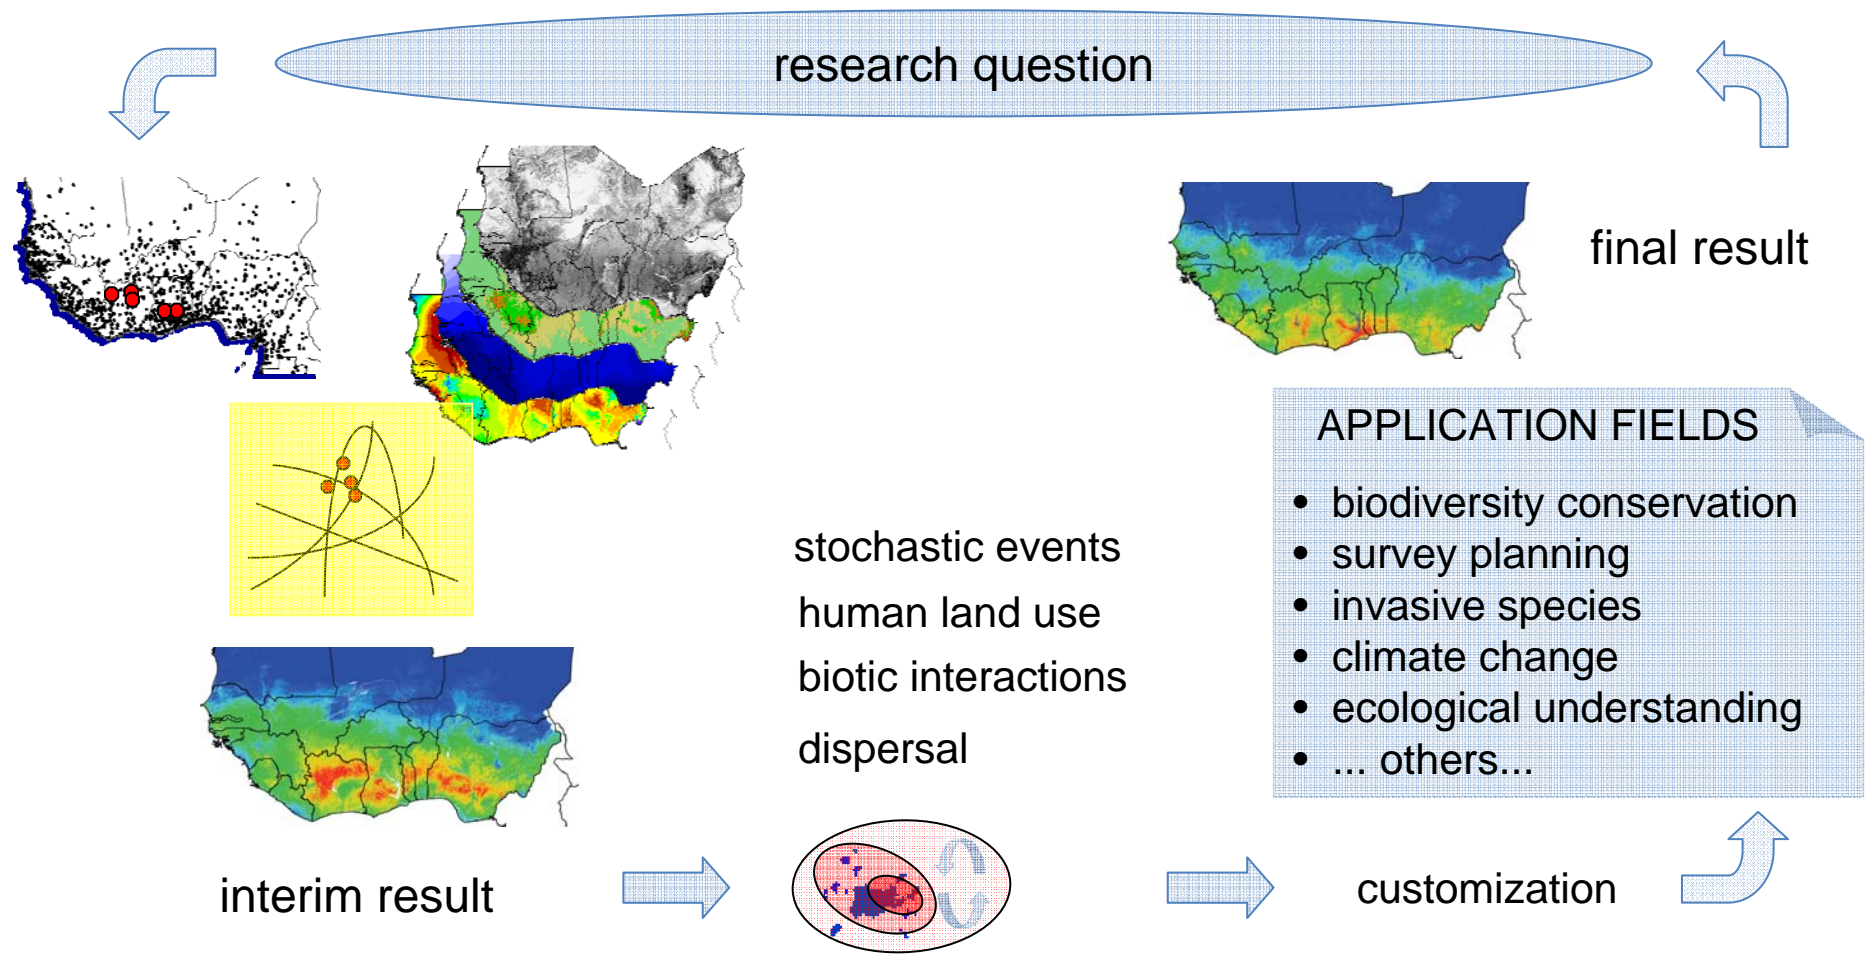 research question
final result
APPLICATION FIELDS
• biodiversity conservation
• survey planning
• invasive species
• climate change
• ecological understanding
• ... others...
stochastic events
human land use
biotic interactions
dispersal
interim result
customization